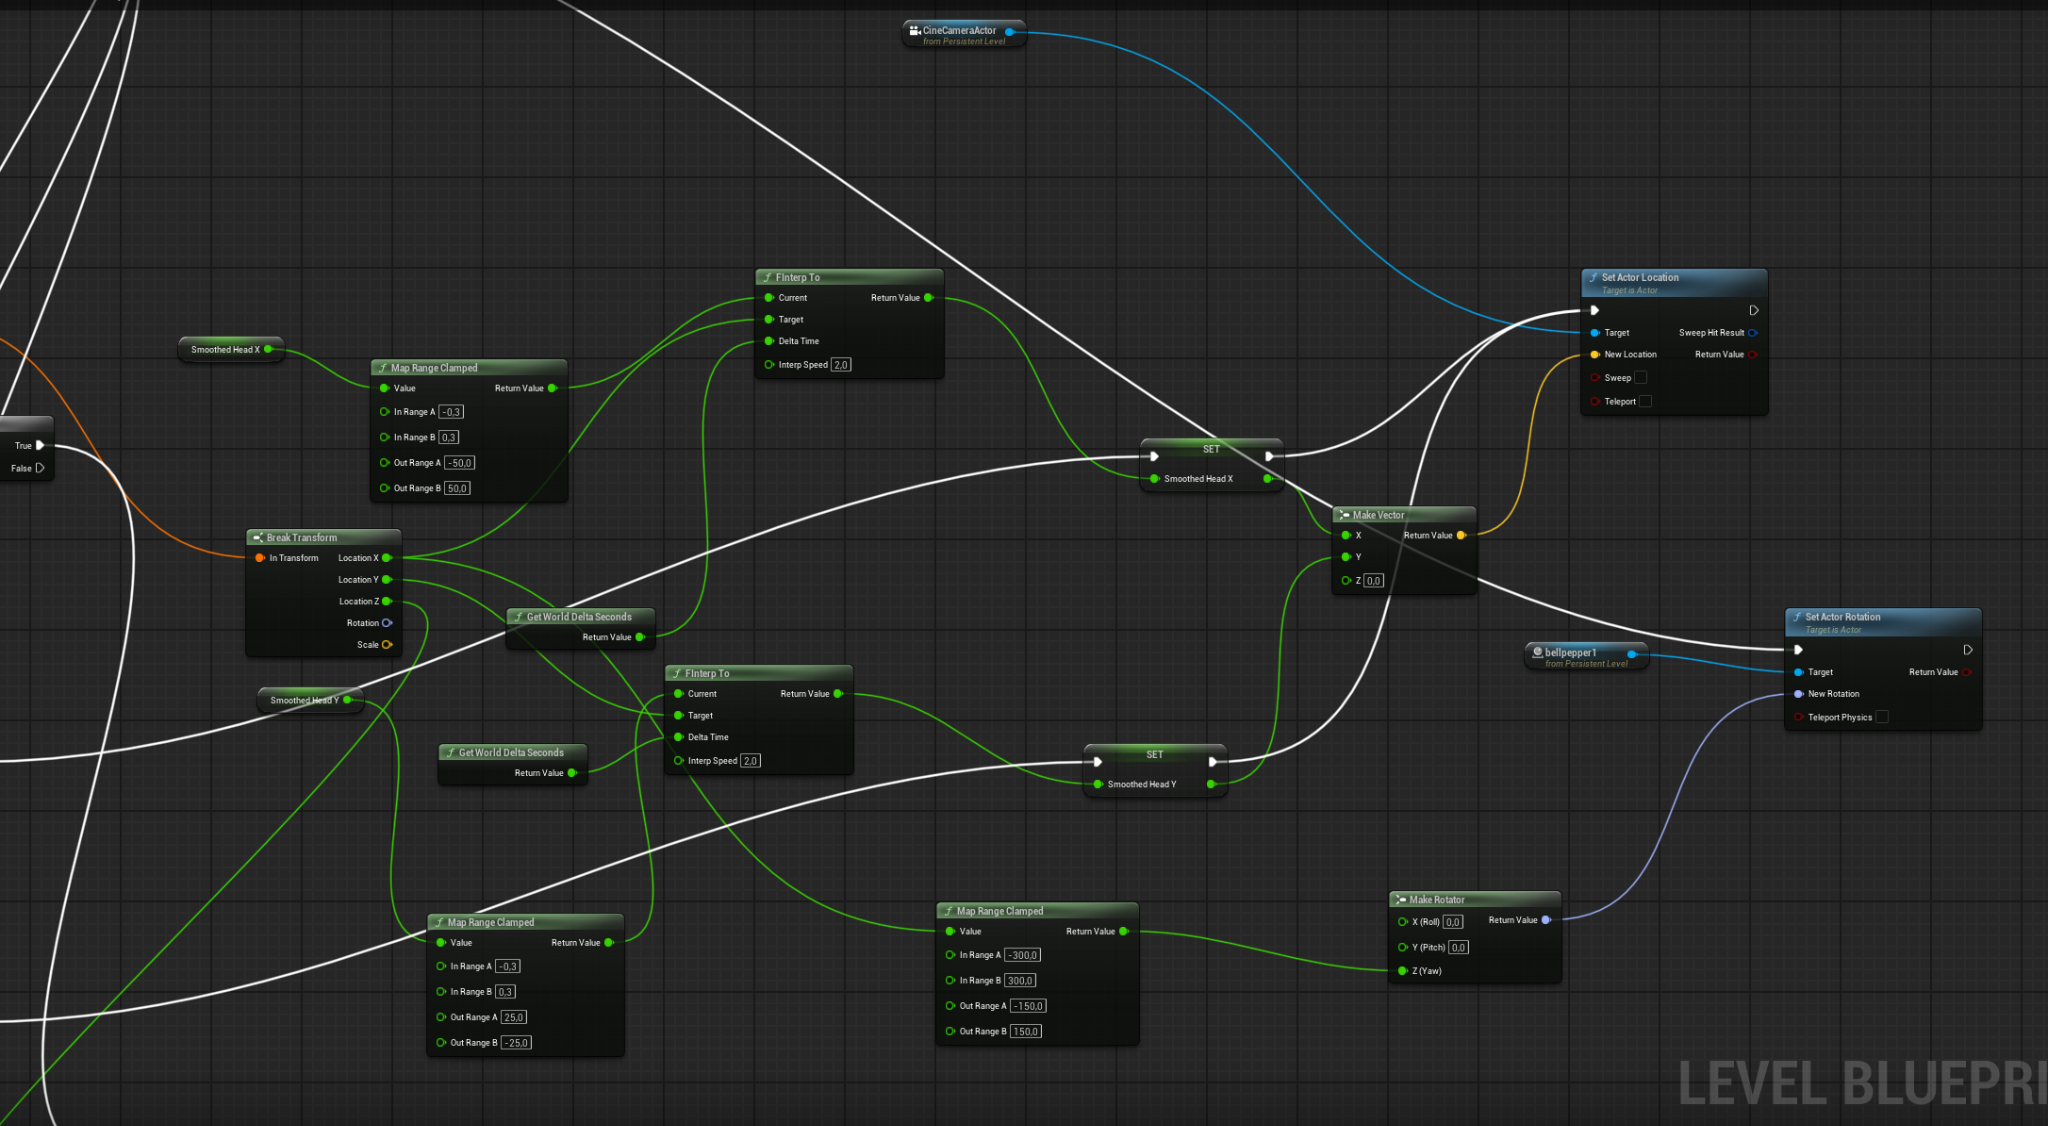 CineCameraActor
from Persistent Level
FInterp To
Current Return Value
Target
Delta Time
Interp Speed 2,0
Set Actor Location
Target is Actor
Target Sweep Hit Result
New Location Return Value
Sweep
Teleport
Smoothed Head X
Map Range Clamped
Value Return Value
In Range A -0,3
In Range B 0,3
Out Range A -50,0
Out Range B 50,0
True
False
SET
Smoothed Head X
Make Vector
X Return Value
Y
Z 0,0
Break Transform
In Transform Location X
Location Y
Location Z
Rotation
Scale
Get World Delta Seconds
Return Value
Set Actor Rotation
Target is Actor
Target Return Value
New Rotation
Teleport Physics
bellpepper1
from Persistent Level
FInterp To
Current Return Value
Target
Delta Time
Interp Speed 2,0
Smoothed Head Y
Get World Delta Seconds
Return Value
SET
Smoothed Head Y
Map Range Clamped
Value Return Value
In Range A -0,3
In Range B 0,3
Out Range A 25,0
Out Range B -25,0
Map Range Clamped
Value Return Value
In Range A -300,0
In Range B 300,0
Out Range A -150,0
Out Range B 150,0
Make Rotator
X (Roll) 0,0 Return Value
Y (Pitch) 0,0
Z (Yaw)
LEVEL BLUEPRI